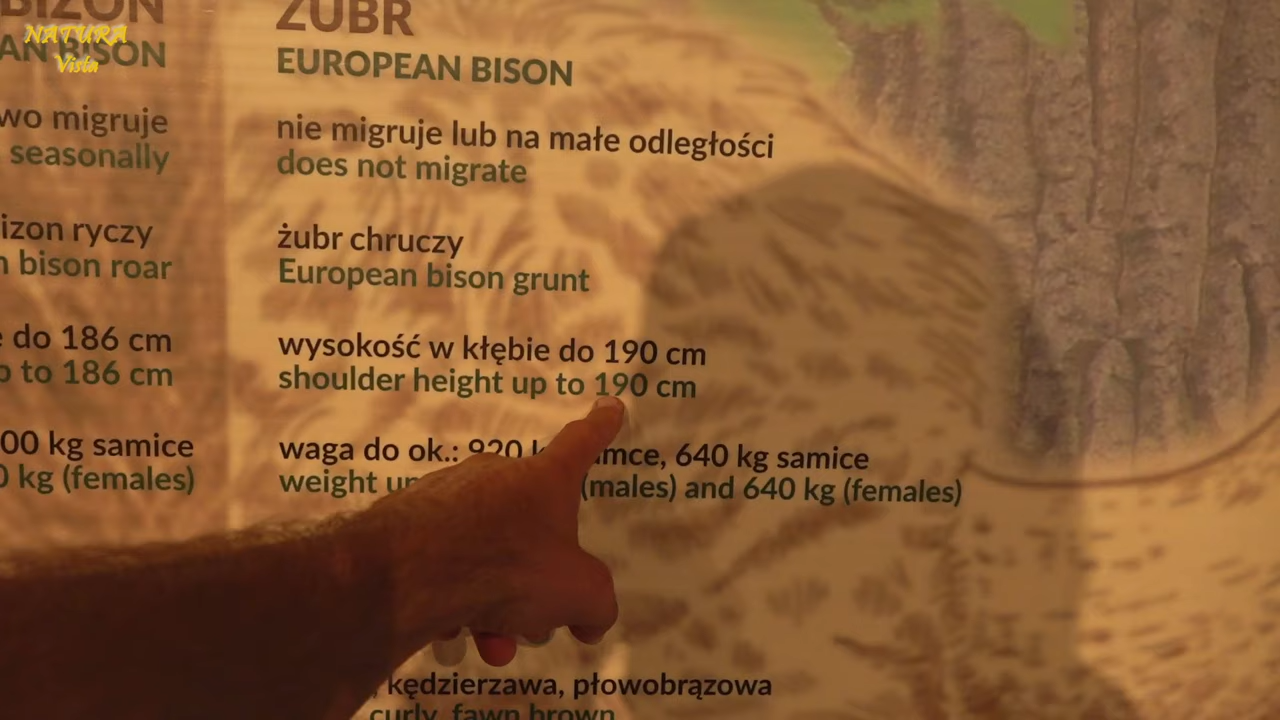 NATURA
Vista
BIZON
AN BISON
wo migruje
seasonally
izon ryczy
n bison roar
do 186 cm
to 186 cm
00 kg samice
0 kg (females)
ŻUBR
EUROPEAN BISON
nie migruje lub na małe odległości
does not migrate
żubr chruczy
European bison grunt
wysokość w kłębie do 190 cm
shoulder height up to 190 cm
waga do ok.: 920 k mce, 640 kg samice
weight up (males) and 640 kg (females)
, kędzierzawa, płowobrązowa
curly, fawn brown